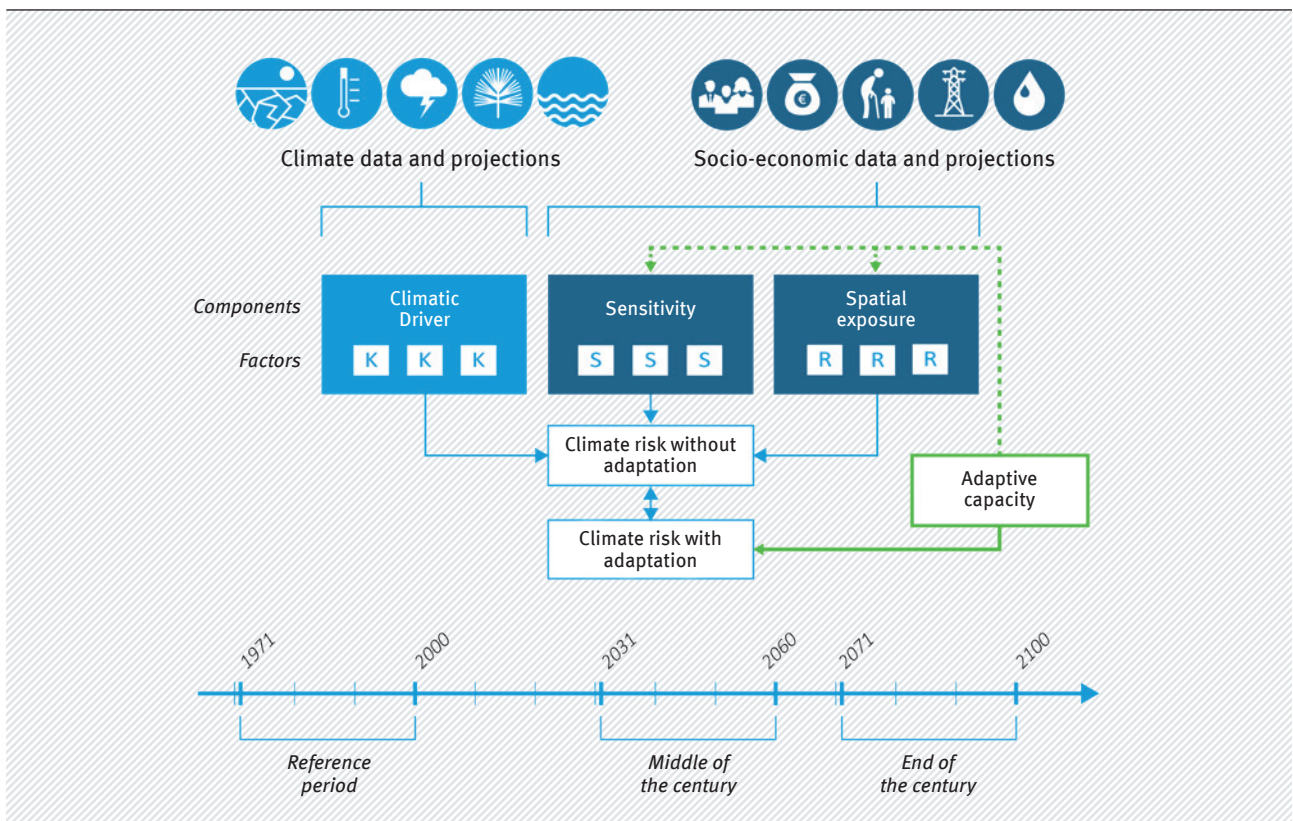 €
Climate data and projections
Socio-economic data and projections
Components
Climatic
Driver
Sensitivity
Spatial
exposure
Factors
K K K
S S S
R R R
Climate risk without
adaptation
Adaptive
capacity
Climate risk with
adaptation
1971
2000
2031
2060
2071
2100
Reference
period
Middle of
the century
End of
the century